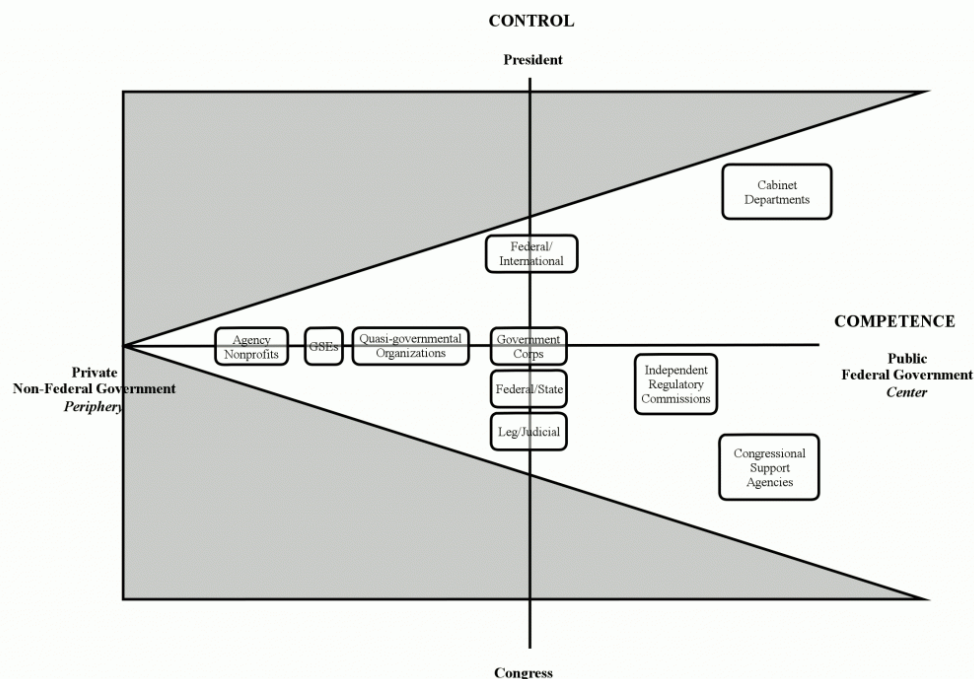 CONTROL
President
Cabinet
Departments
Federal/
International
Agency
Nonprofits
GSEs
Quasi-governmental
Organizations
Government
Corps
COMPETENCE
Private
Non-Federal Government
Periphery
Public
Federal Government
Center
Independent
Regulatory
Commissions
Federal/State
Leg/Judicial
Congressional
Support
Agencies
Congress